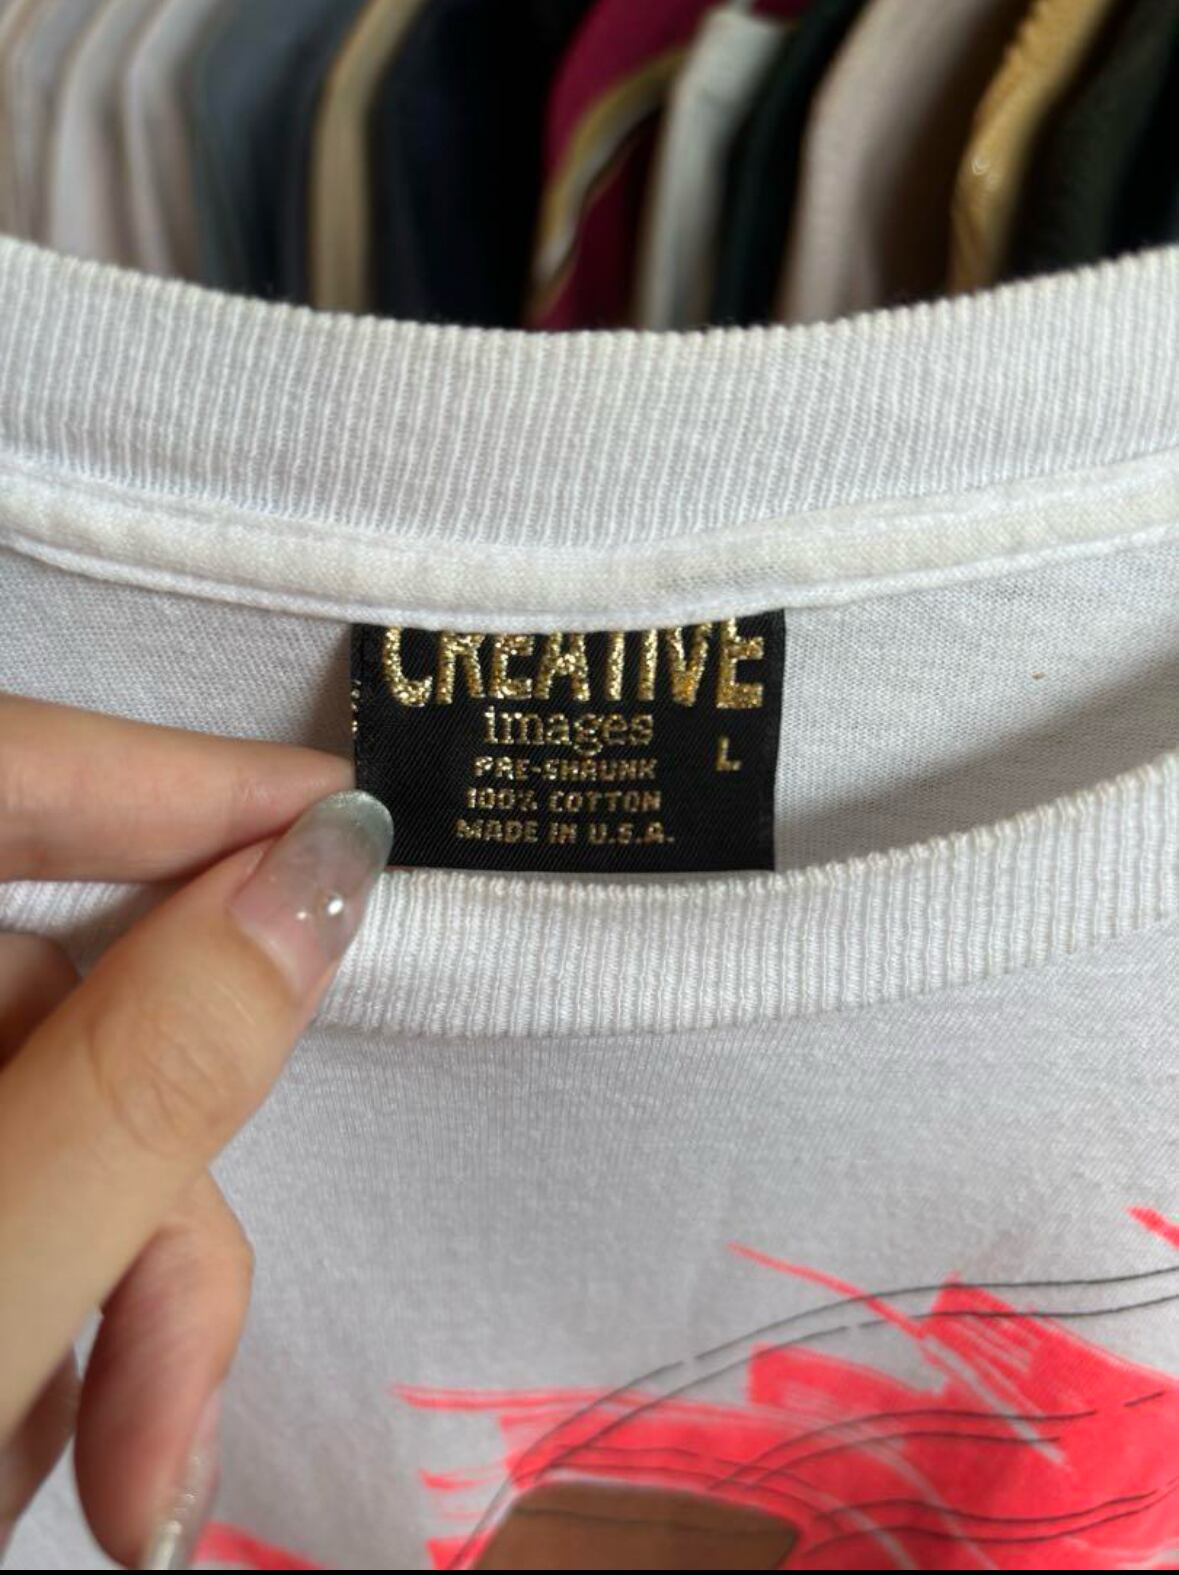 CREATIVE
images
L
PRE-SHRUNK
100% COTTON
MADE IN U.S.A.